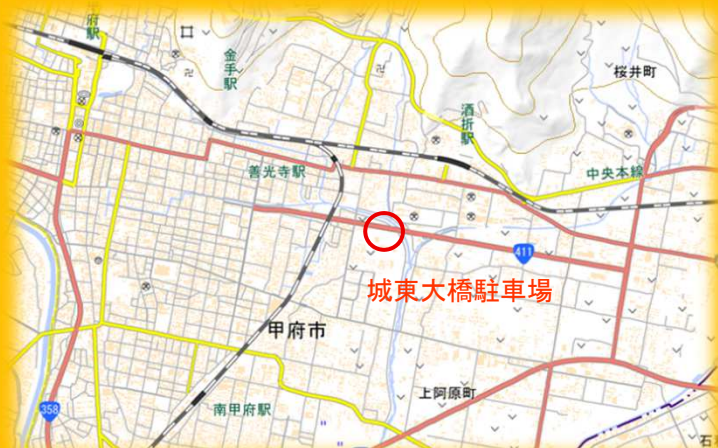 府駅
金手駅
桜井町
酒折駅
善光寺駅
中央本線
411
城東大橋駐車場
甲府市
上阿原町
358
南甲府駅
石